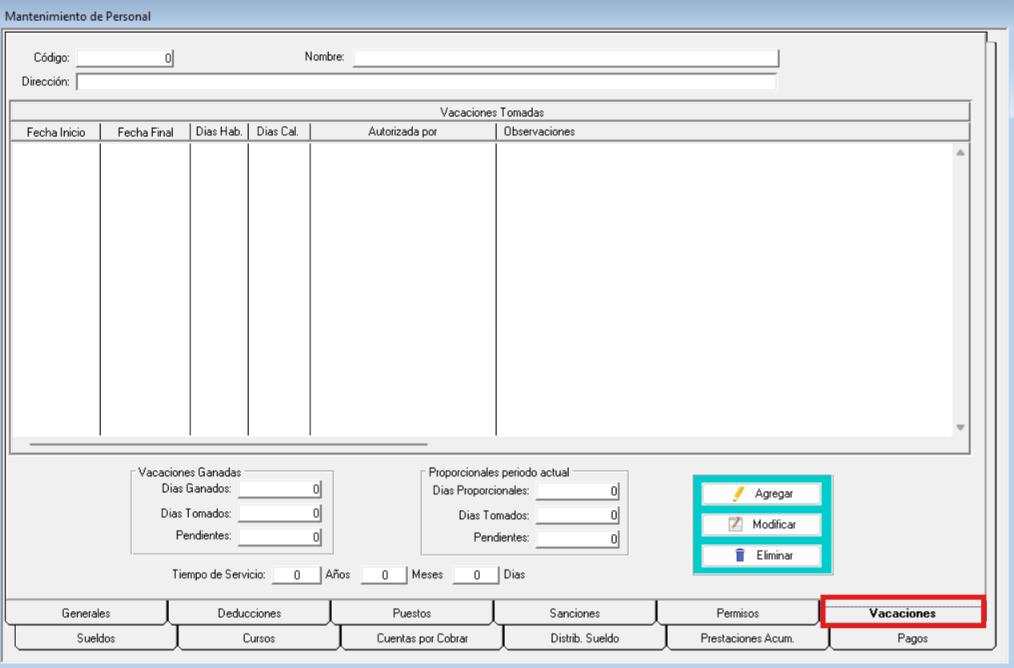 Mantenimiento de Personal
Código: 0 Nombre:
Dirección:
Vacaciones Tomadas
Fecha Inicio Fecha Final Dias Hab. Dias Cal. Autorizada por Observaciones
Vacaciones Ganadas Proporcionales periodo actual
Dias Ganados: 0 Dias Proporcionales: 0 Agregar
Dias Tomados: 0 Dias Tomados: 0 Modificar
Pendientes: 0 Pendientes: 0 Eliminar
Tiempo de Servicio: 0 Años 0 Meses 0 Dias
Generales Deducciones Puestos Sanciones Permisos Vacaciones
Sueldos Cursos Cuentas por Cobrar Distrib. Sueldo Prestaciones Acum. Pagos